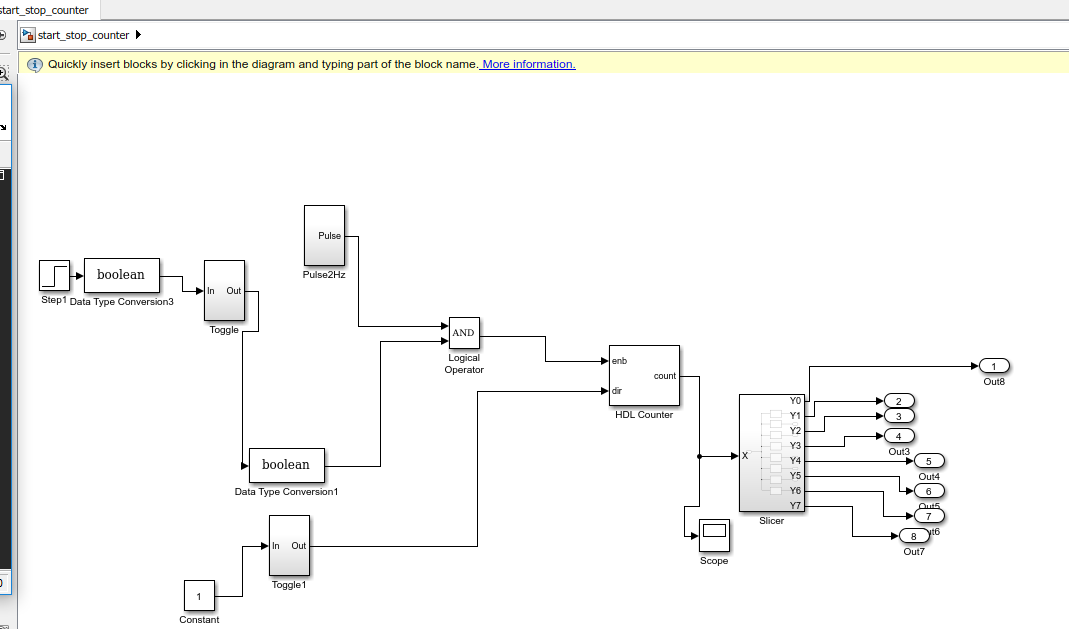 start_stop_counter
start_stop_counter
Quickly insert blocks by clicking in the diagram and typing part of the block name. More information.
Pulse
Pulse2Hz
Step1
boolean
Data Type Conversion3
In Out
Toggle
AND
Logical
Operator
enb
dir
count
HDL Counter
boolean
Data Type Conversion1
In Out
Toggle1
1
Constant
X
Y0
Y1
Y2
Y3
Y4
Y5
Y6
Y7
Slicer
Scope
1
Out8
2
3
4
Out3
5
Out4
6
Out5
7
8
Out7